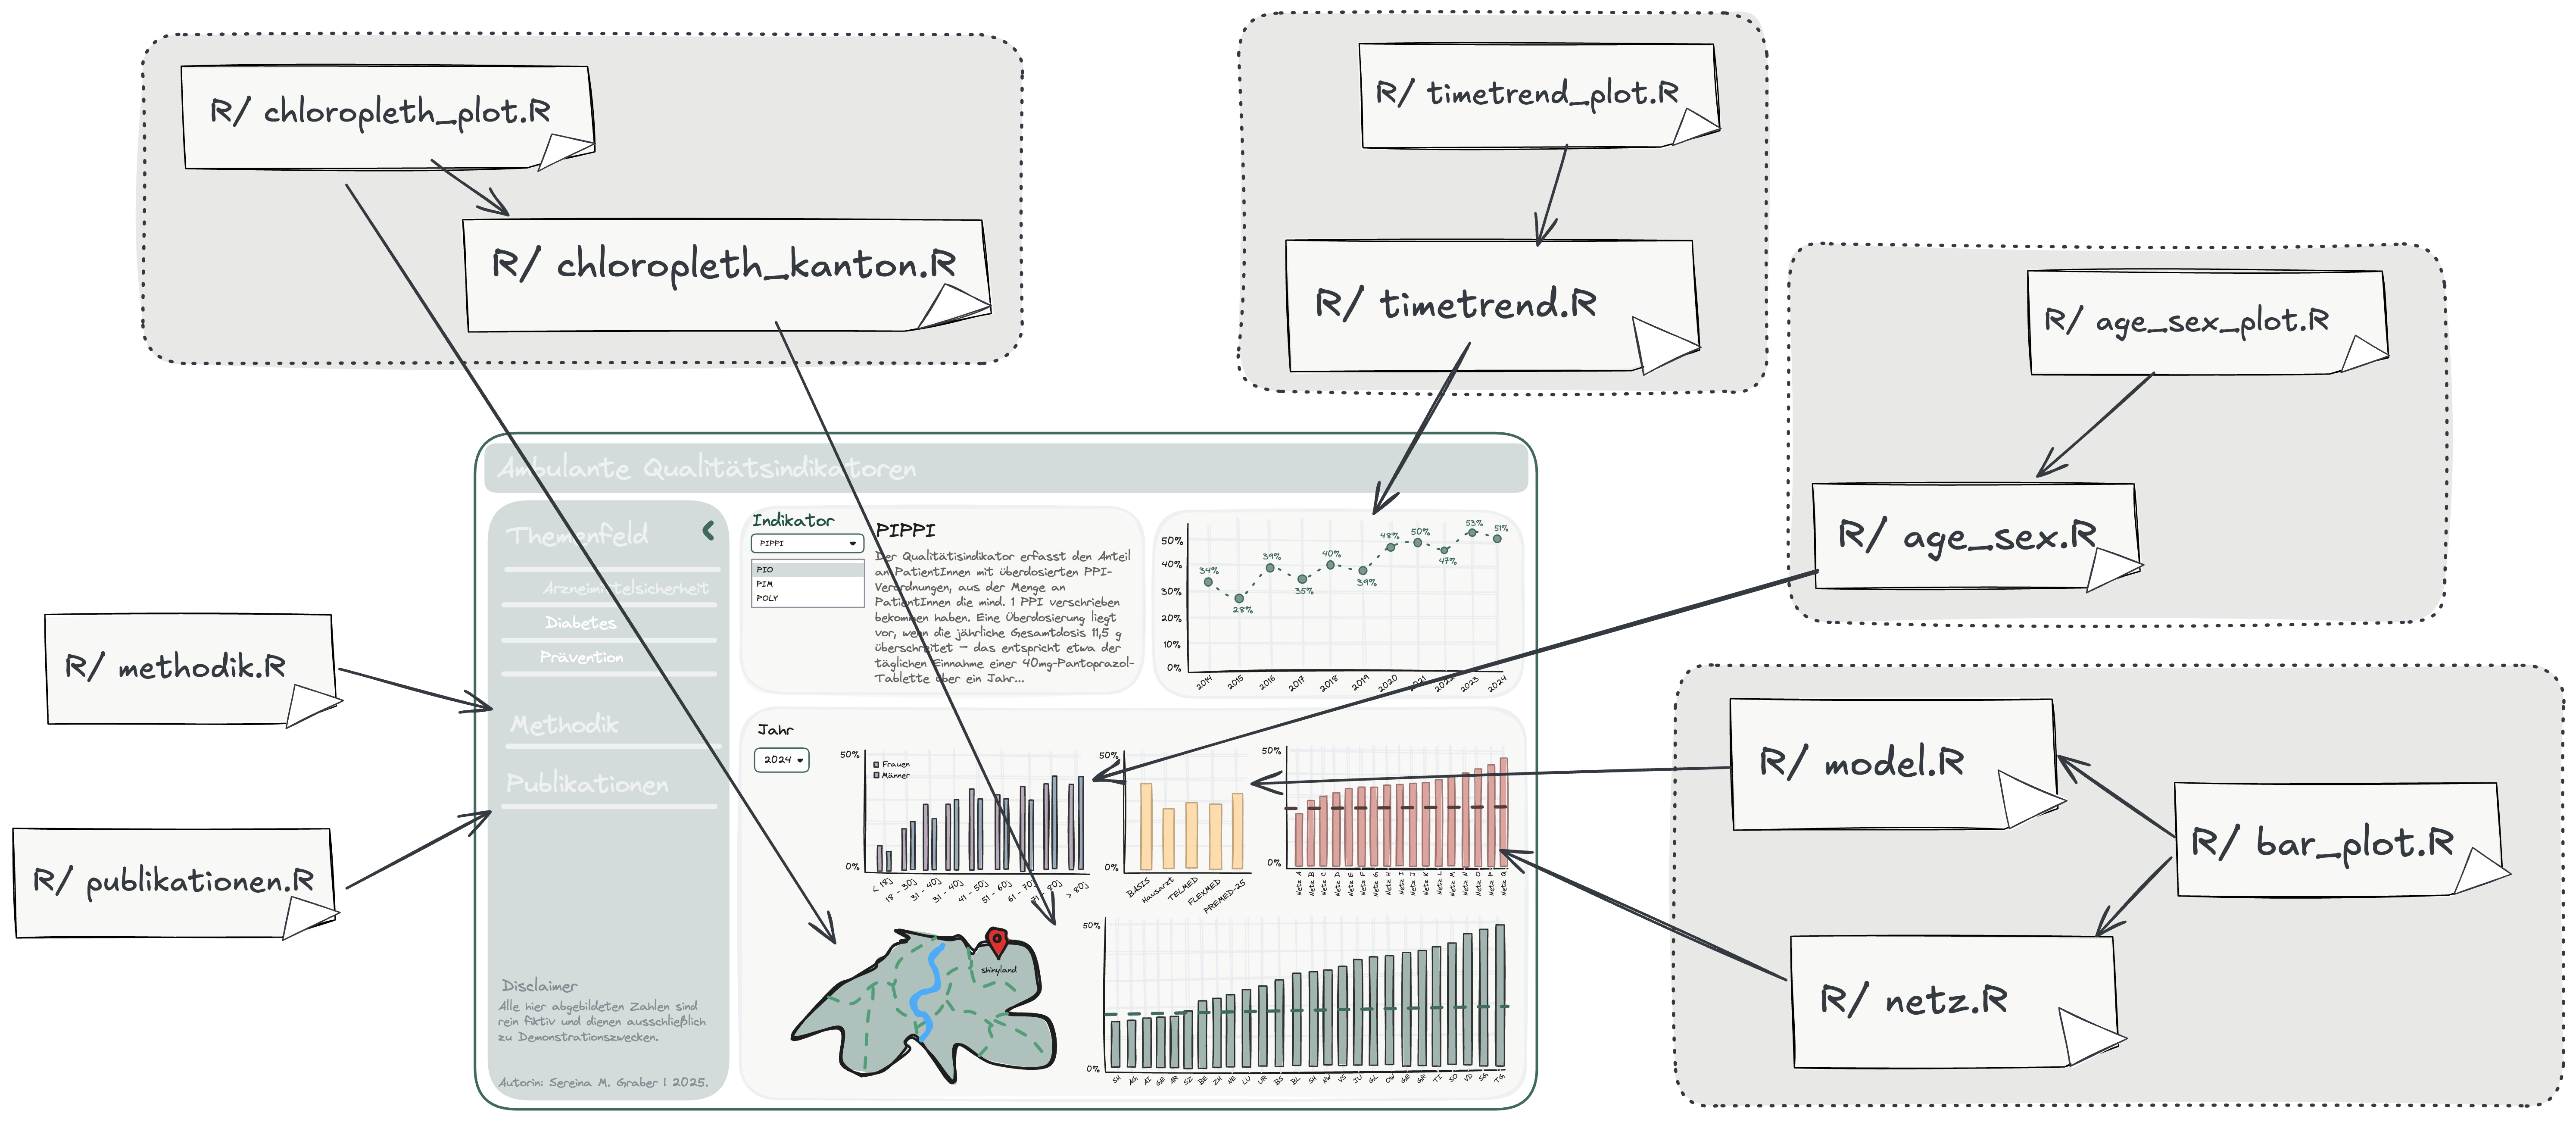 R/ chloropleth_plot.R
R/ chloropleth_kanton.R
R/ timetrend_plot.R
R/ timetrend.R
R/ age_sex_plot.R
R/ age_sex.R
R/ methodik.R
R/ publikationen.R
R/ model.R
R/ bar_plot.R
R/ netz.R
Ambulante Qualitätsindikatoren
Themenfeld
Arzneimittelsicherheit
Diabetes
Prävention
Methodik
Publikationen
Disclaimer
Alle hier abgebildeten Zahlen sind
rein fiktiv und dienen ausschließlich
zu Demonstrationszwecken.
Autorin: Sereina M. Graber | 2025.
Indikator
PIPPI
PIO
PIM
POLY
PIPPI
Der Qualitätisindikator erfasst den Anteil
an PatientInnen mit überdosierten PPI-
Verordnungen, aus der Menge an
PatientInnen die mind. 1 PPI verschrieben
bekommen haben. Eine Überdosierung liegt
vor, wenn die jährliche Gesamtdosis 11,5 g
überschreitet – das entspricht etwa der
täglichen Einnahme einer 40mg-Pantoprazol-
Tablette über ein Jahr...
50%
40%
30%
20%
10%
0%
34%
28%
39%
35%
40%
39%
48%
50%
47%
53%
51%
2014
2015
2016
2017
2018
2019
2020
2021
2022
2023
2024
Jahr
2024
50%
0%
Frauen
Männer
< 18j
18 - 30j
31 - 40j
31 - 40j
41 - 50j
51 - 60j
61 - 70j
71 - 80j
> 80j
50%
0%
BASIS
Hausarzt
TELMED
FLEXMED
PREMED-25
50%
0%
Netz A
Netz B
Netz C
Netz D
Netz E
Netz F
Netz G
Netz H
Netz I
Netz J
Netz K
Netz L
Netz M
Netz N
Netz O
Netz P
Netz Q
shinyland
50%
0%
SH
AG
AI
GE
AR
SZ
BE
ZH
NE
LU
UR
BS
BL
SH
NW
VS
JU
GL
OW
GE
GR
TI
SO
VD
SG
TG